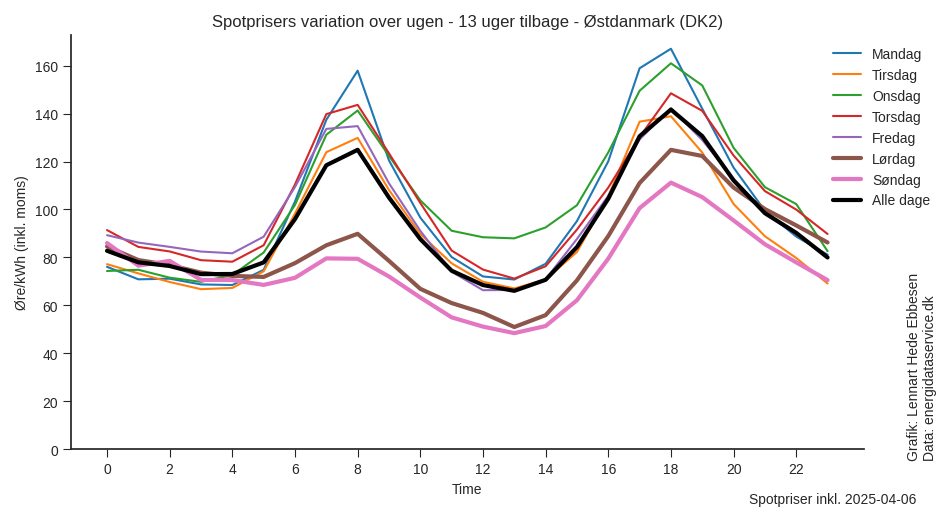 Spotprisers variation over ugen - 13 uger tilbage - Østdanmark (DK2)
Øre/kWh (inkl. moms)
160
140
120
100
80
60
40
20
0
0 2 4 6 8 10 12 14 16 18 20 22
Time
Mandag
Tirsdag
Onsdag
Torsdag
Fredag
Lørdag
Søndag
Alle dage
Grafik: Lennart Hede Ebbesen
Data: energidataservice.dk
Spotpriser inkl. 2025-04-06